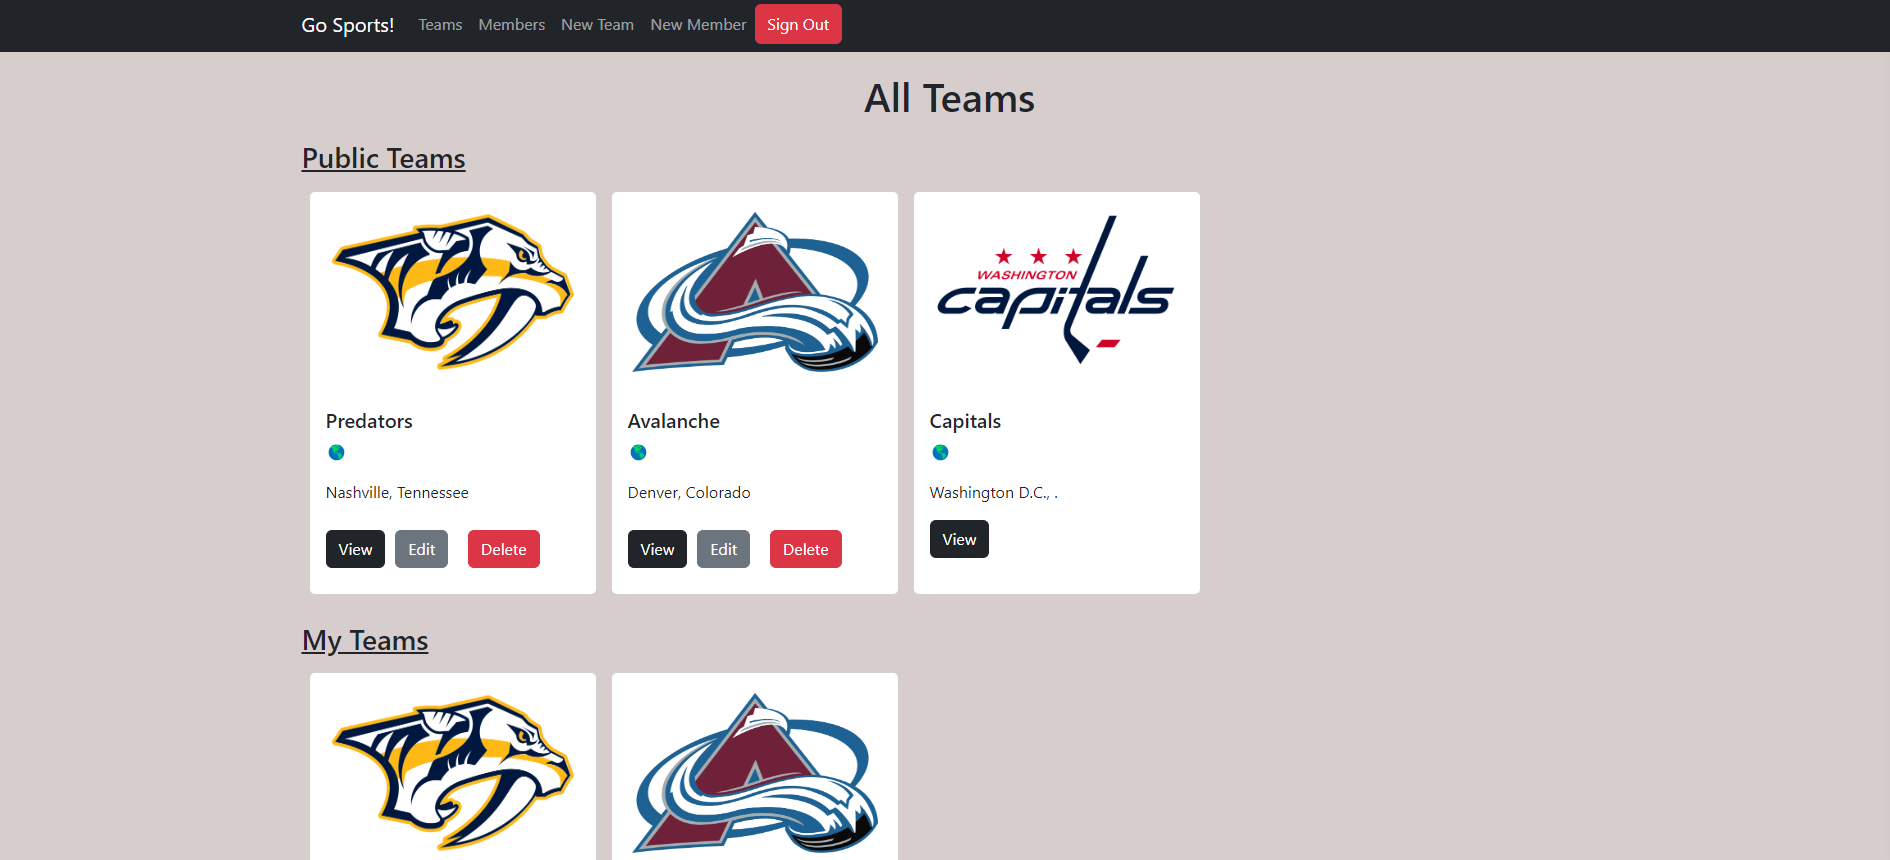 Go Sports! Teams Members New Team New Member Sign Out
All Teams
Public Teams
WASHINGTON
capitals
Predators
Nashville, Tennessee
View Edit Delete
Avalanche
Denver, Colorado
View Edit Delete
Capitals
Washington D.C., .
View
My Teams